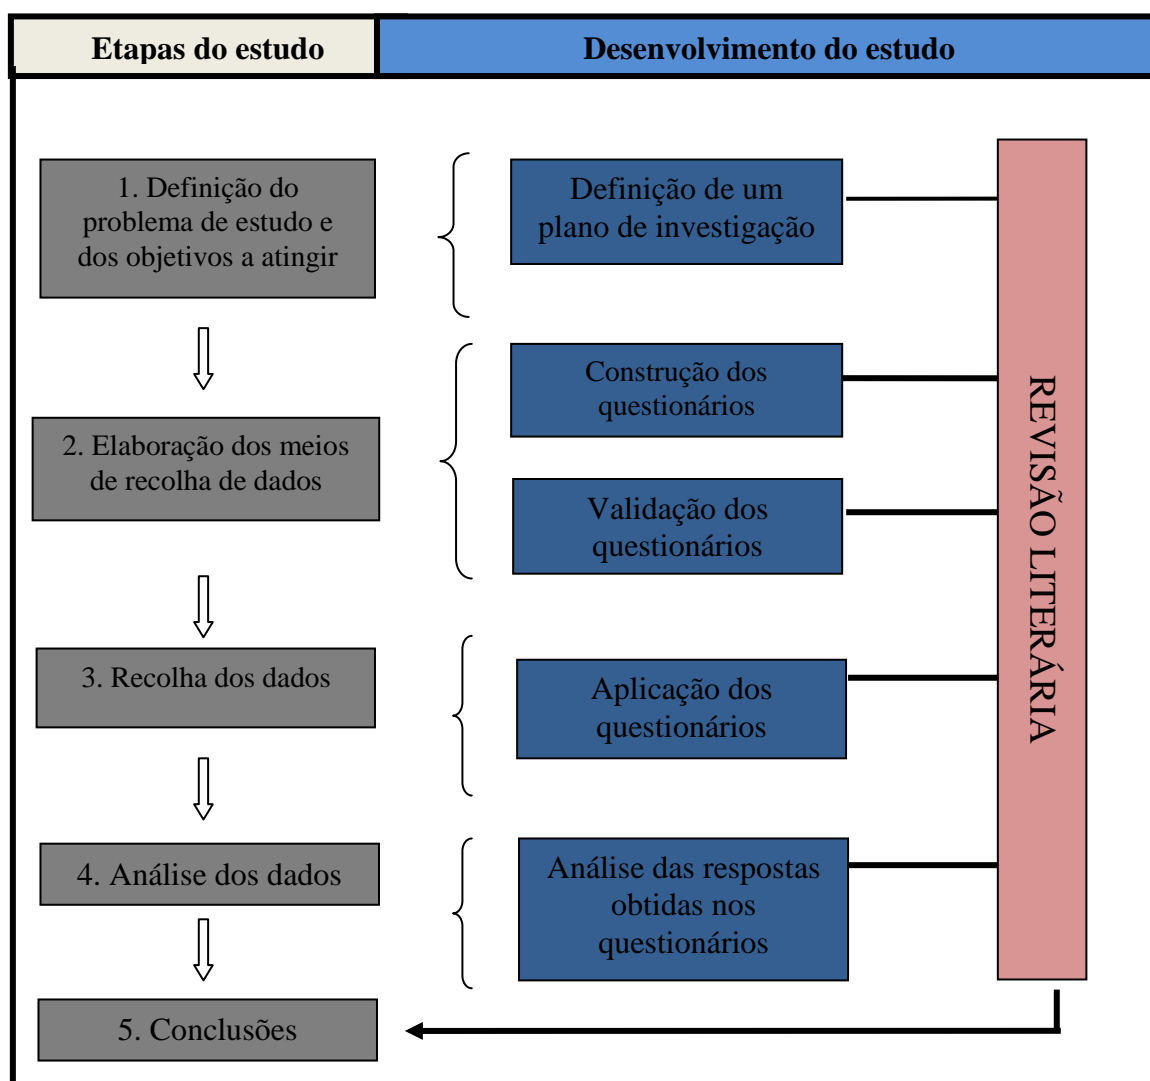 Etapas do estudo
Desenvolvimento do estudo
1. Definição do
problema de estudo e
dos objetivos a atingir
Definição de um
plano de investigação
2. Elaboração dos meios
de recolha de dados
Construção dos
questionários
Validação dos
questionários
3. Recolha dos dados
Aplicação dos
questionários
4. Análise dos dados
Análise das respostas
obtidas nos
questionários
5. Conclusões
REVISÃO LITERÁRIA